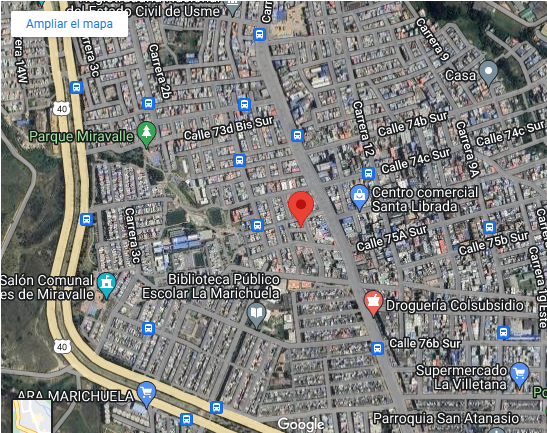 del Estado Civil de Usme
Ampliar el mapa
Carrera 14W
Carrera 3c
Carrera 2b
Carrera 9
Casa
40
Parque Miravalle
Calle 73d Bis Sur
Carrera 12
Calle 74b Sur
Calle 74c Sur
Calle 74c Sur
Carrera 9A
Centro comercial
Santa Librada
Carrera 3c
Calle 75A Sur
Calle 75b Sur
Salón Comunal
es de Miravalle
Biblioteca Público
Escolar La Marichuela
Carrera 1g Este
Droguería Colsubsidio
40
Calle 76b Sur
Supermercado
La Villetana
ARA MARICHUELA
Google
Parroquia San Atanasio